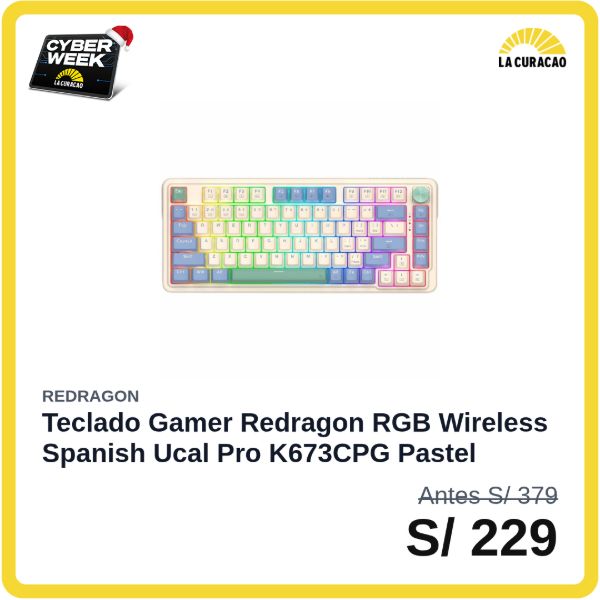 CYBER
WEEK
LA CURACAO
LA CURACAO
REDRAGON
Teclado Gamer Redragon RGB Wireless
Spanish Ucal Pro K673CPG Pastel
Antes S/ 379
S/ 229